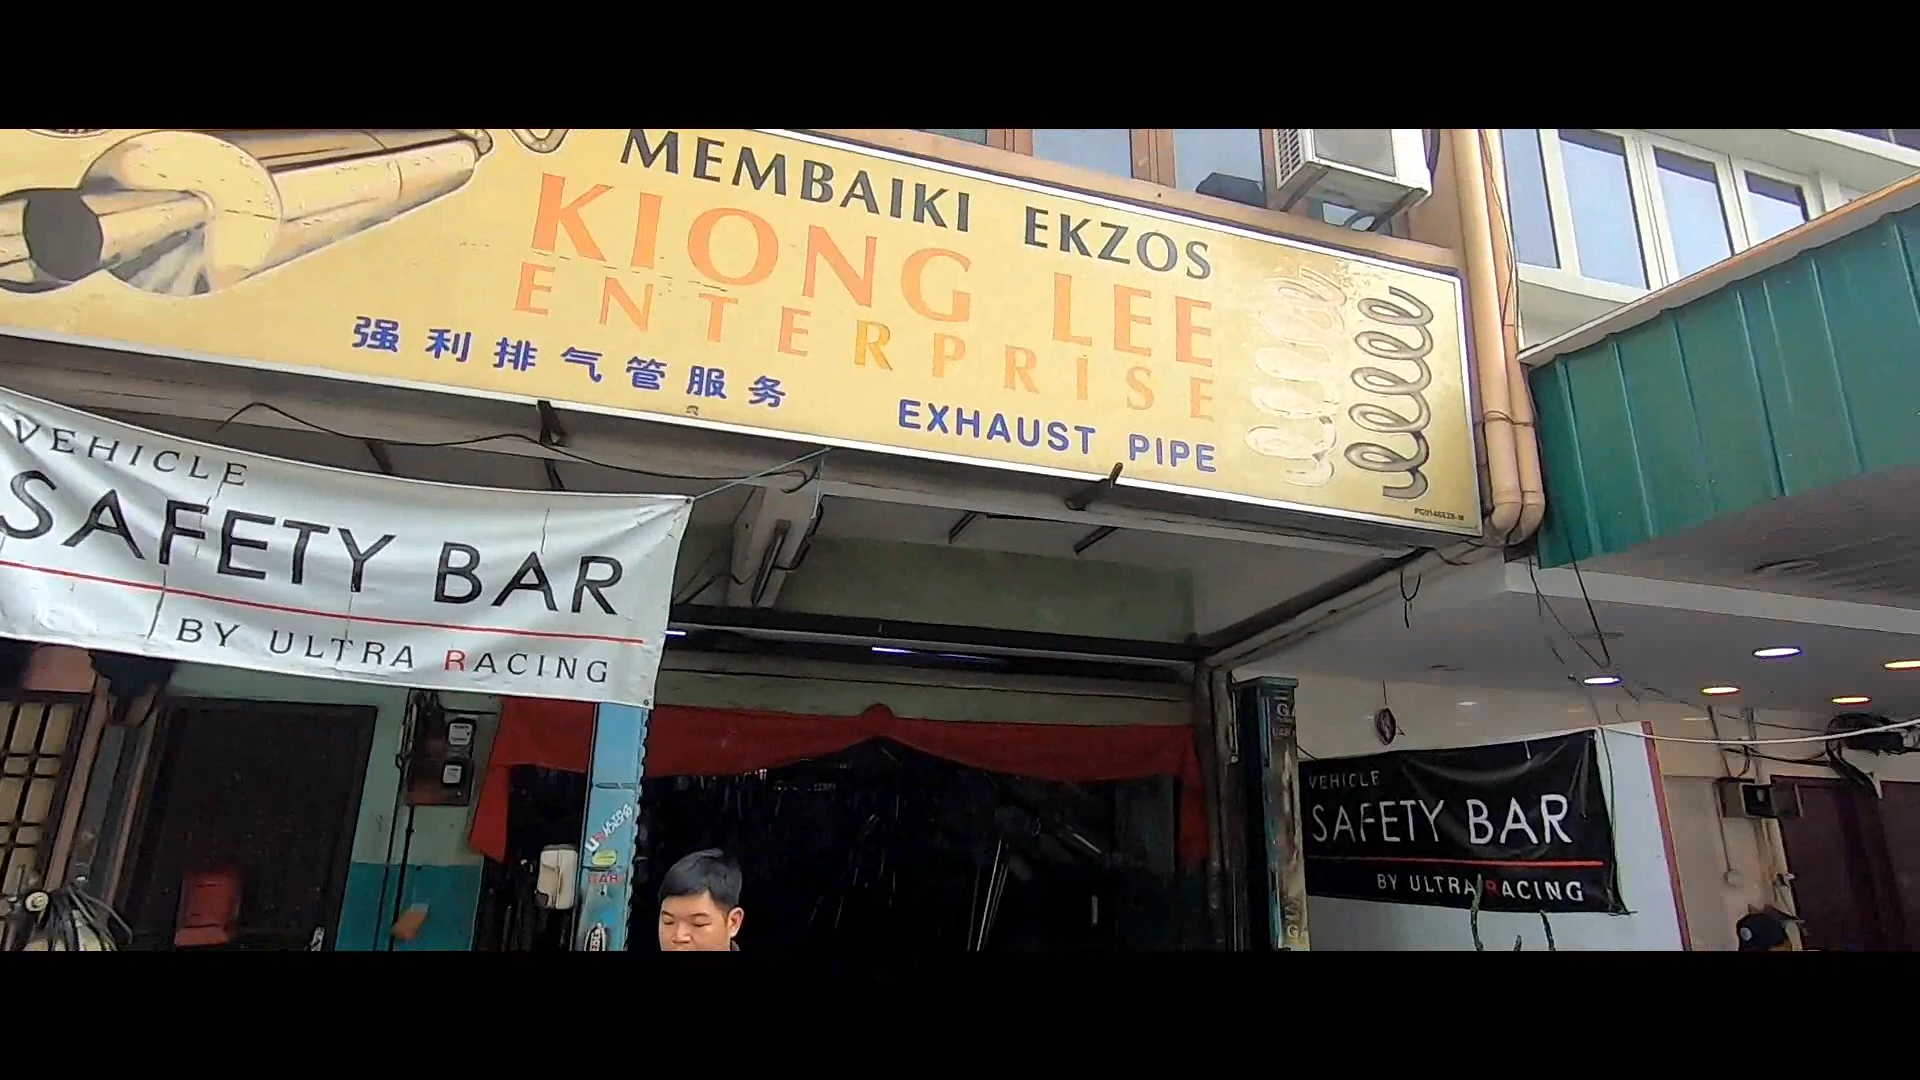 MEMBAIKI EKZOS
KIONG LEE
ENTERPRISE
强利排气管服务
EXHAUST PIPE
VEHICLE
SAFETY BAR
BY ULTRA RACING
VEHICLE
SAFETY BAR
BY ULTRA RACING